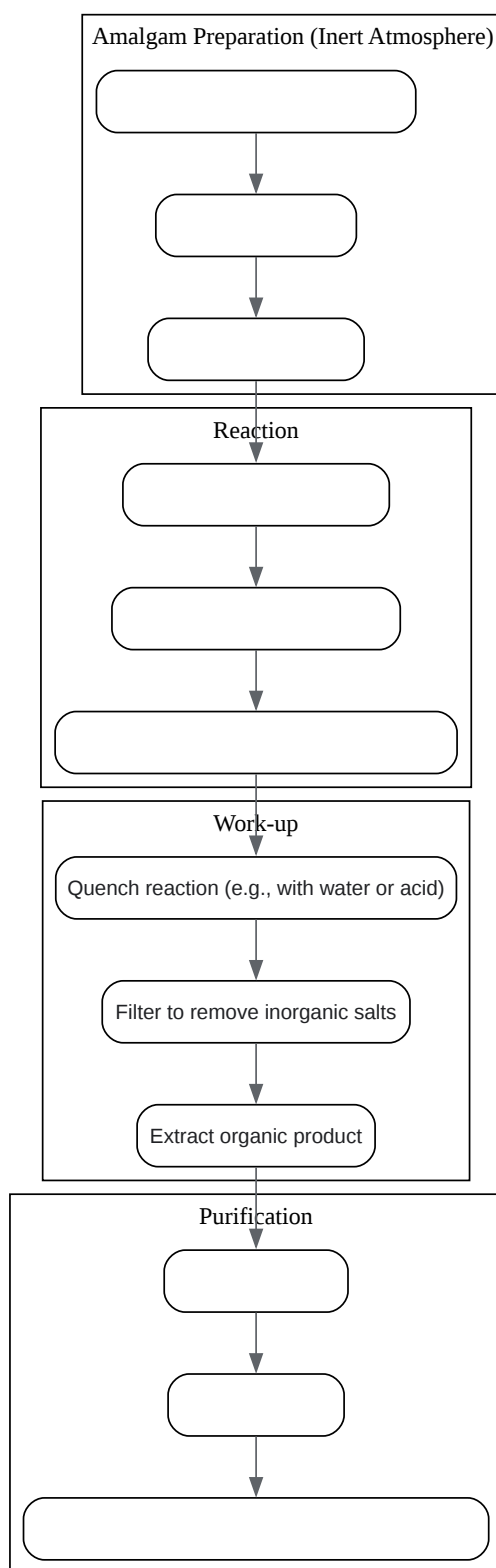 Amalgam Preparation (Inert Atmosphere)
Reaction
Work-up
Quench reaction (e.g., with water or acid)
Filter to remove inorganic salts
Extract organic product
Purification